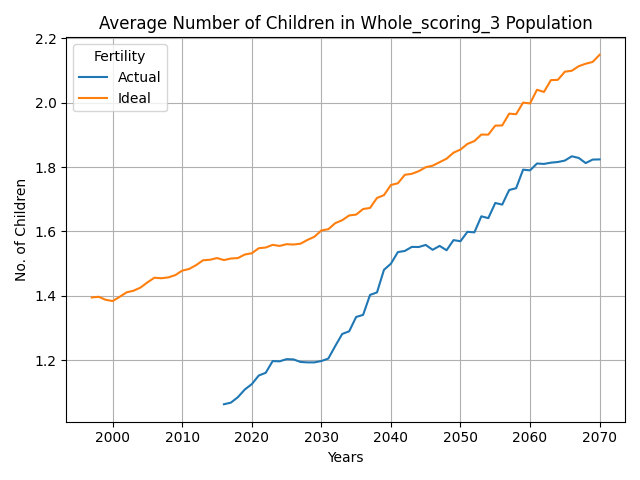 Average Number of Children in Whole_scoring_3 Population
Fertility
Actual
Ideal
No. of Children
2.2
2.0
1.8
1.6
1.4
1.2
2000 2010 2020 2030 2040 2050 2060 2070
Years